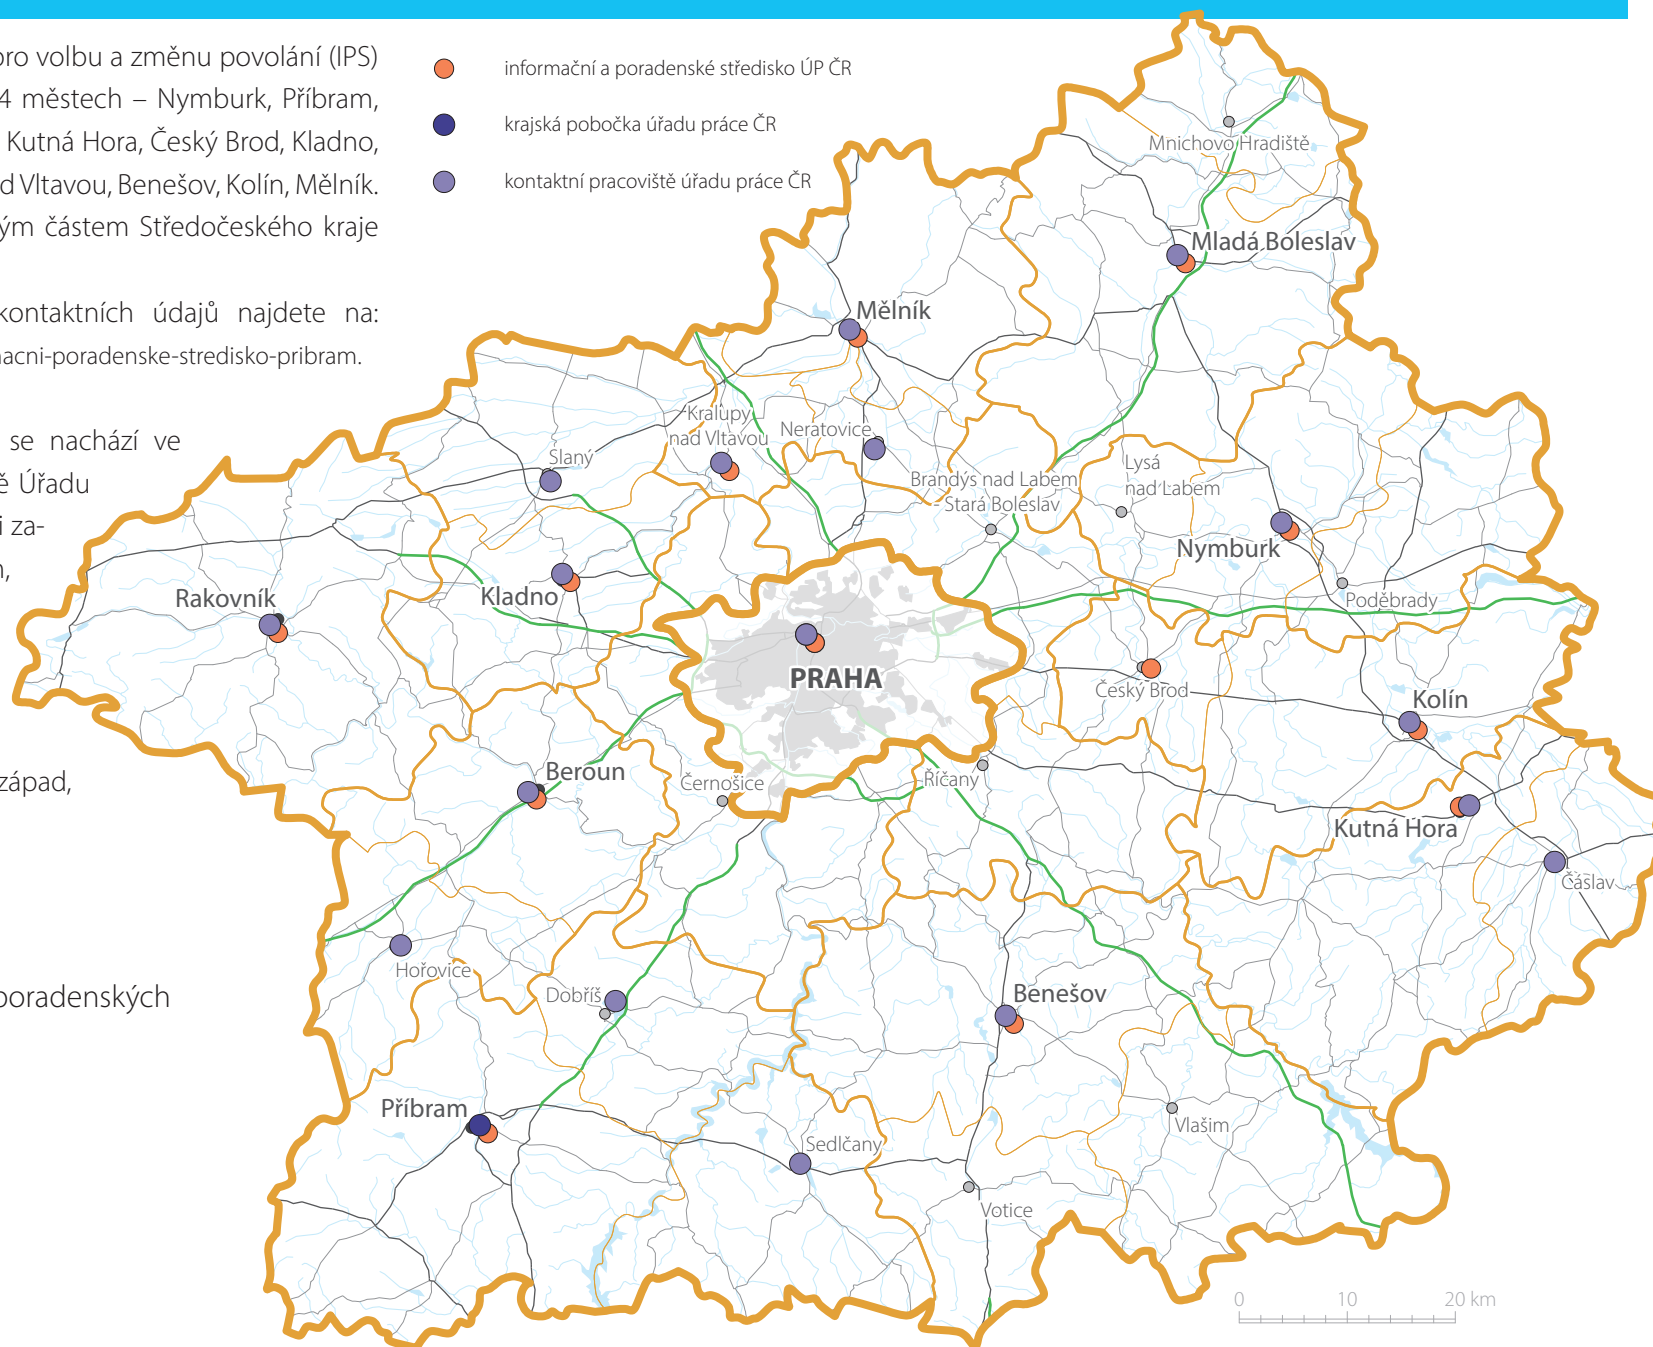 pro volbu a změnu povolání (IPS)
4 městech – Nymburk, Příbram,
Kutná Hora, Český Brod, Kladno,
d Vltavou, Benešov, Kolín, Mělník.
ým částem Středočeského kraje
kontaktních údajů najdete na:
nacni-poradenske-stredisko-pribram.
se nachází ve
ě Úřadu
i za-
n,
západ,
poradenských
informační a poradenské středisko ÚP ČR
krajská pobočka úřadu práce ČR
kontaktní pracoviště úřadu práce ČR
Mnichovo Hradiště
Mladá Boleslav
Mělník
Kralupy
nad Vltavou
Neratovice
Slaný
Brandýs nad Labem
- Stará Boleslav
Lysá
nad Labem
Nymburk
Poděbrady
Rakovník
Kladno
PRAHA
Český Brod
Kolín
Beroun
Černošice
Říčany
Kutná Hora
Čáslav
Hořovice
Dobříš
Benešov
Příbram
Sedlčany
Vlašim
Votice
0 10 20 km